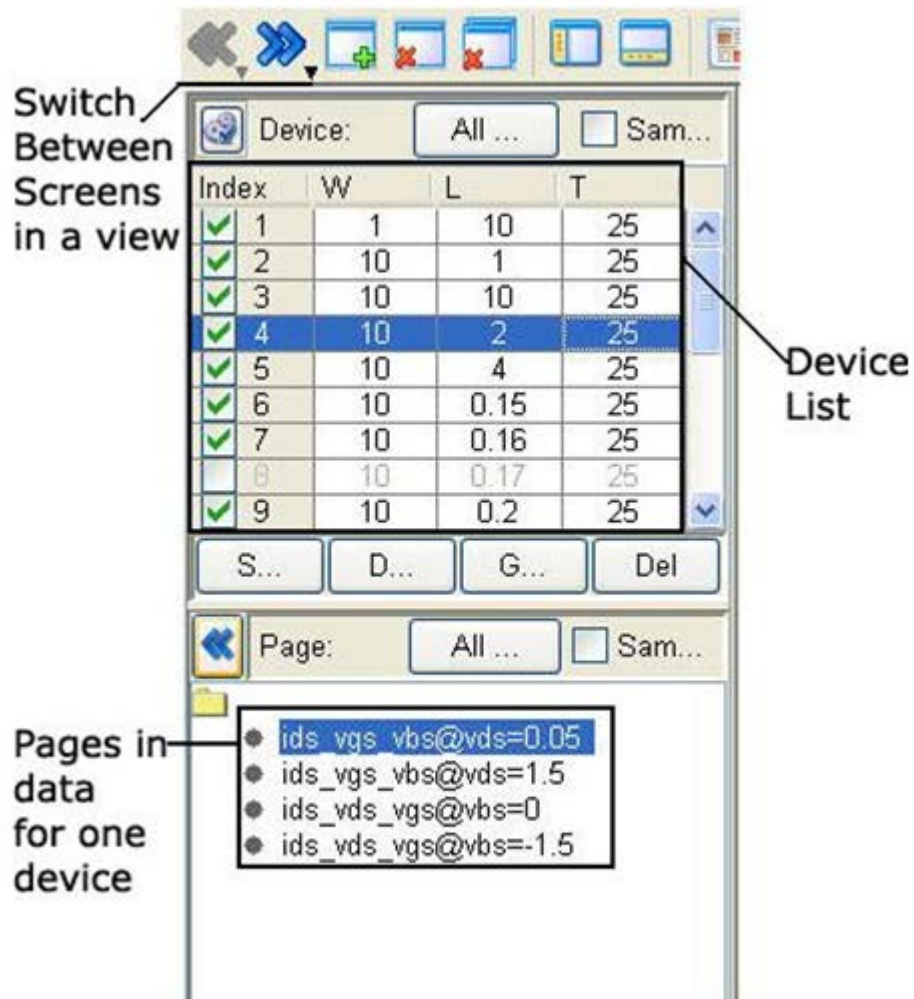 Switch
Between
Screens
in a view
Device: All ... Sam...
Index W L T
1 1 10 25
2 10 1 25
3 10 10 25
4 10 2 25
5 10 4 25
6 10 0.15 25
7 10 0.16 25
8 10 0.17 25
9 10 0.2 25
Device
List
S... D... G... Del
Page: All ... Sam...
Pages in
data
for one
device
ids_vgs_vbs@vds=0.05
ids_vgs_vbs@vds=1.5
ids_vds_vgs@vbs=0
ids_vds_vgs@vbs=-1.5